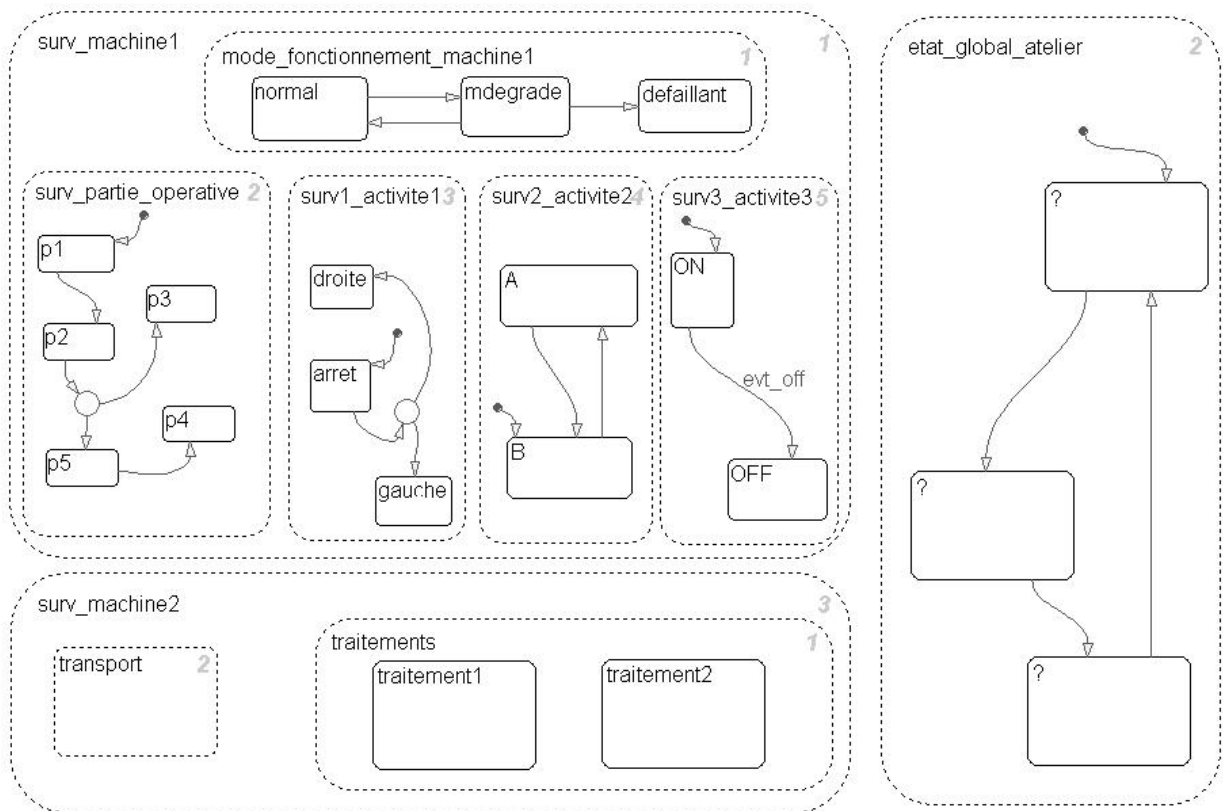 surv_machine1
1
mode_fonctionnement_machine1
1
normal
mdegrade
defaillant
surv_partie_operative 2
p1
p2
p3
p4
p5
surv1_activite1 3
droite
arret
gauche
surv2_activite2 4
A
B
surv3_activite3 5
ON
evt_off
OFF
etat_global_atelier
2
?
?
?
surv_machine2
3
transport
2
traitements
1
traitement1
traitement2